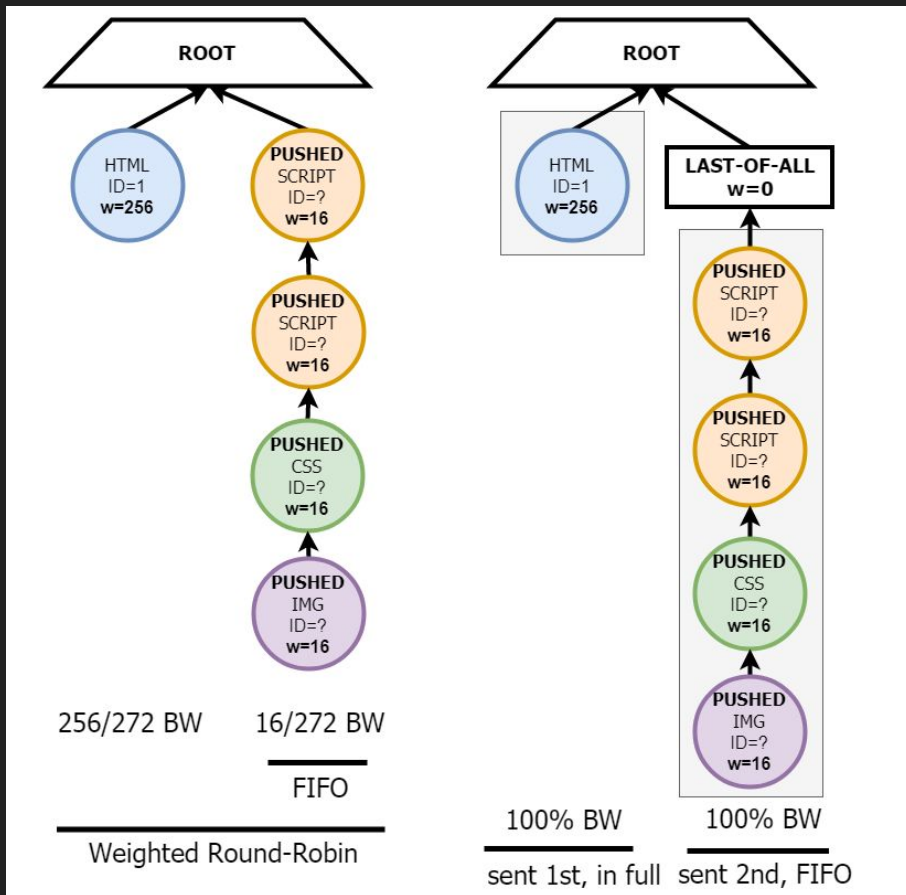 ROOT
HTML
ID=1
w=256
PUSHED
SCRIPT
ID=?
w=16
PUSHED
SCRIPT
ID=?
w=16
PUSHED
CSS
ID=?
w=16
PUSHED
IMG
ID=?
w=16
256/272 BW
16/272 BW
FIFO
Weighted Round-Robin
ROOT
HTML
ID=1
w=256
LAST-OF-ALL
w=0
PUSHED
SCRIPT
ID=?
w=16
PUSHED
SCRIPT
ID=?
w=16
PUSHED
CSS
ID=?
w=16
PUSHED
IMG
ID=?
w=16
100% BW
sent 1st, in full
100% BW
sent 2nd, FIFO